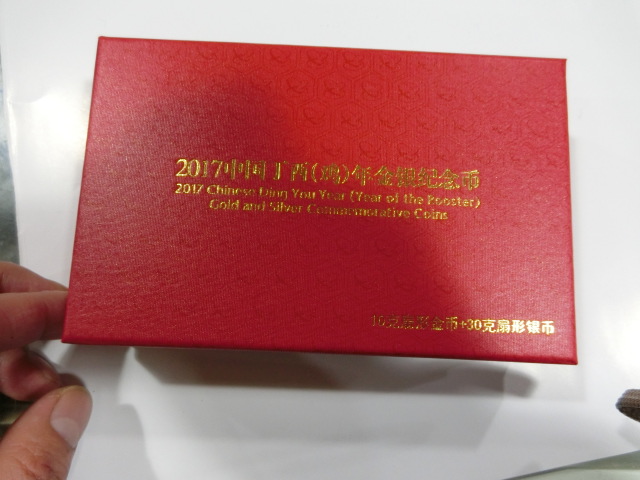 2017中国丁酉(鸡)年金银纪念币
2017 Chinese Ding You Year (Year of the Rooster)
Gold and Silver Commemorative Coins
10克扇形金币+30克扇形银币